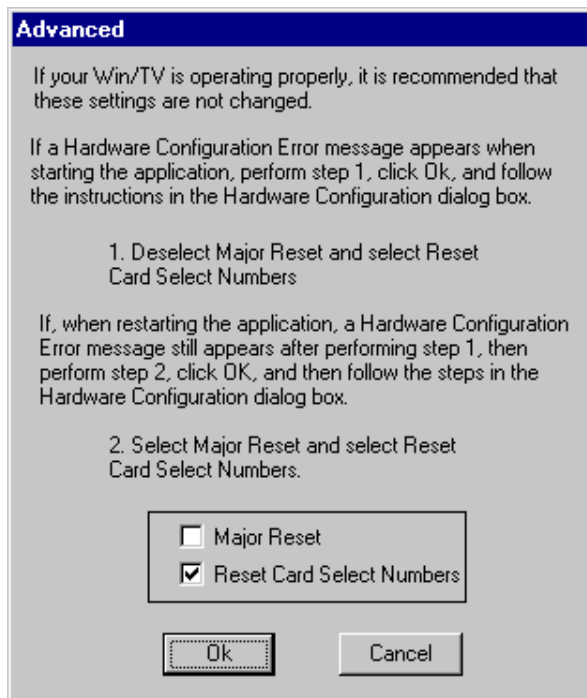 Advanced
If your Win/TV is operating properly, it is recommended that
these settings are not changed.
If a Hardware Configuration Error message appears when
starting the application, perform step 1, click Ok, and follow
the instructions in the Hardware Configuration dialog box.
1. Deselect Major Reset and select Reset
Card Select Numbers
If, when restarting the application, a Hardware Configuration
Error message still appears after performing step 1, then
perform step 2, click OK, and then follow the steps in the
Hardware Configuration dialog box.
2. Select Major Reset and select Reset
Card Select Numbers.
Major Reset
Reset Card Select Numbers
Ok Cancel